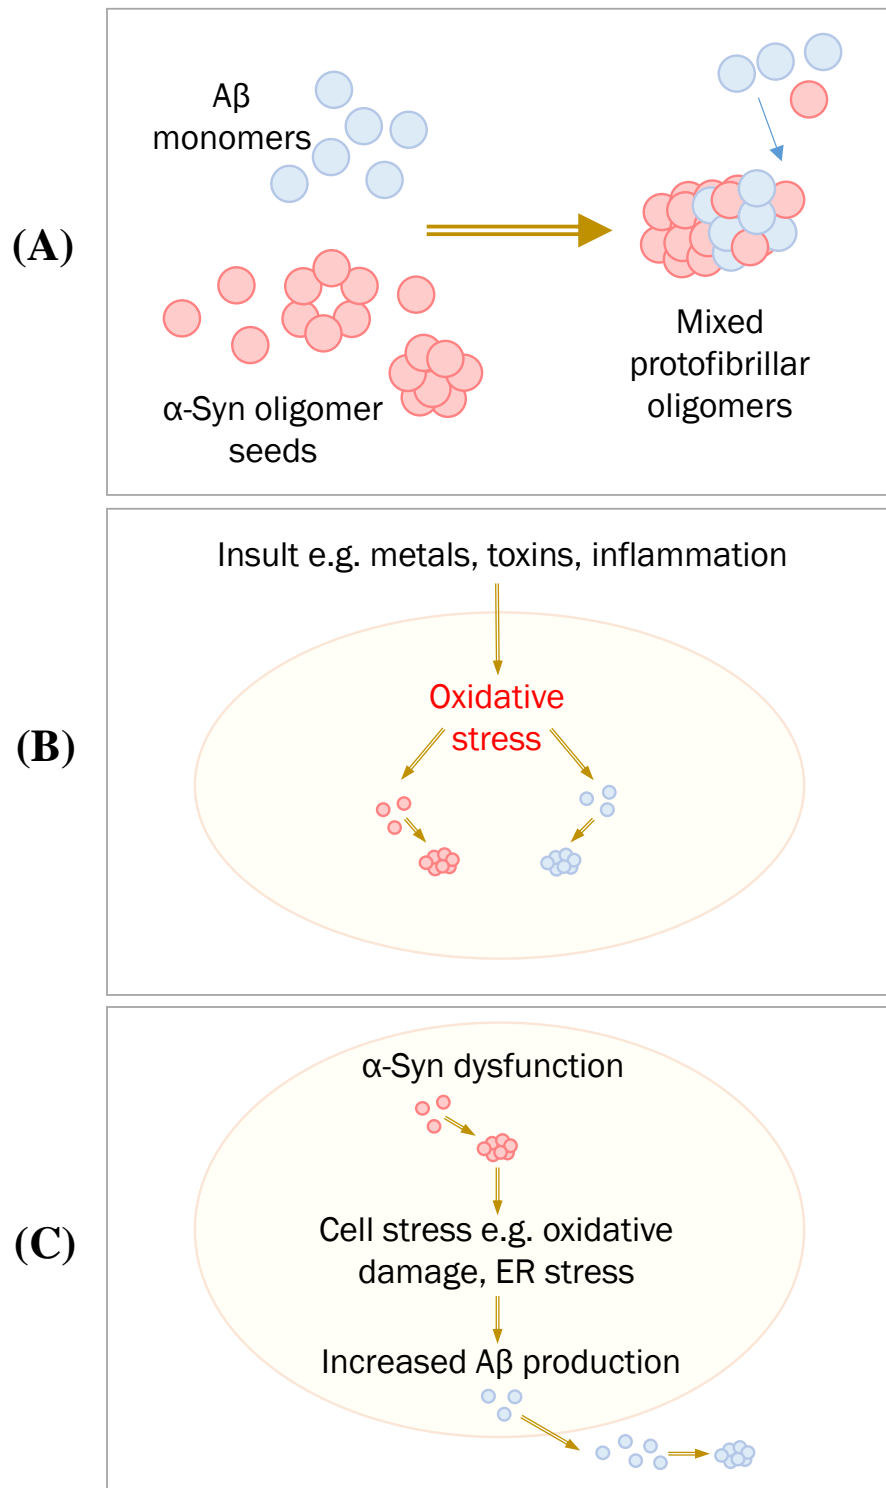 (A)
Aβ
monomers
α-Syn oligomer
seeds
Mixed
protofibrillar
oligomers
(B)
Insult e.g. metals, toxins, inflammation
Oxidative
stress
(C)
α-Syn dysfunction
Cell stress e.g. oxidative
damage, ER stress
Increased Aβ production